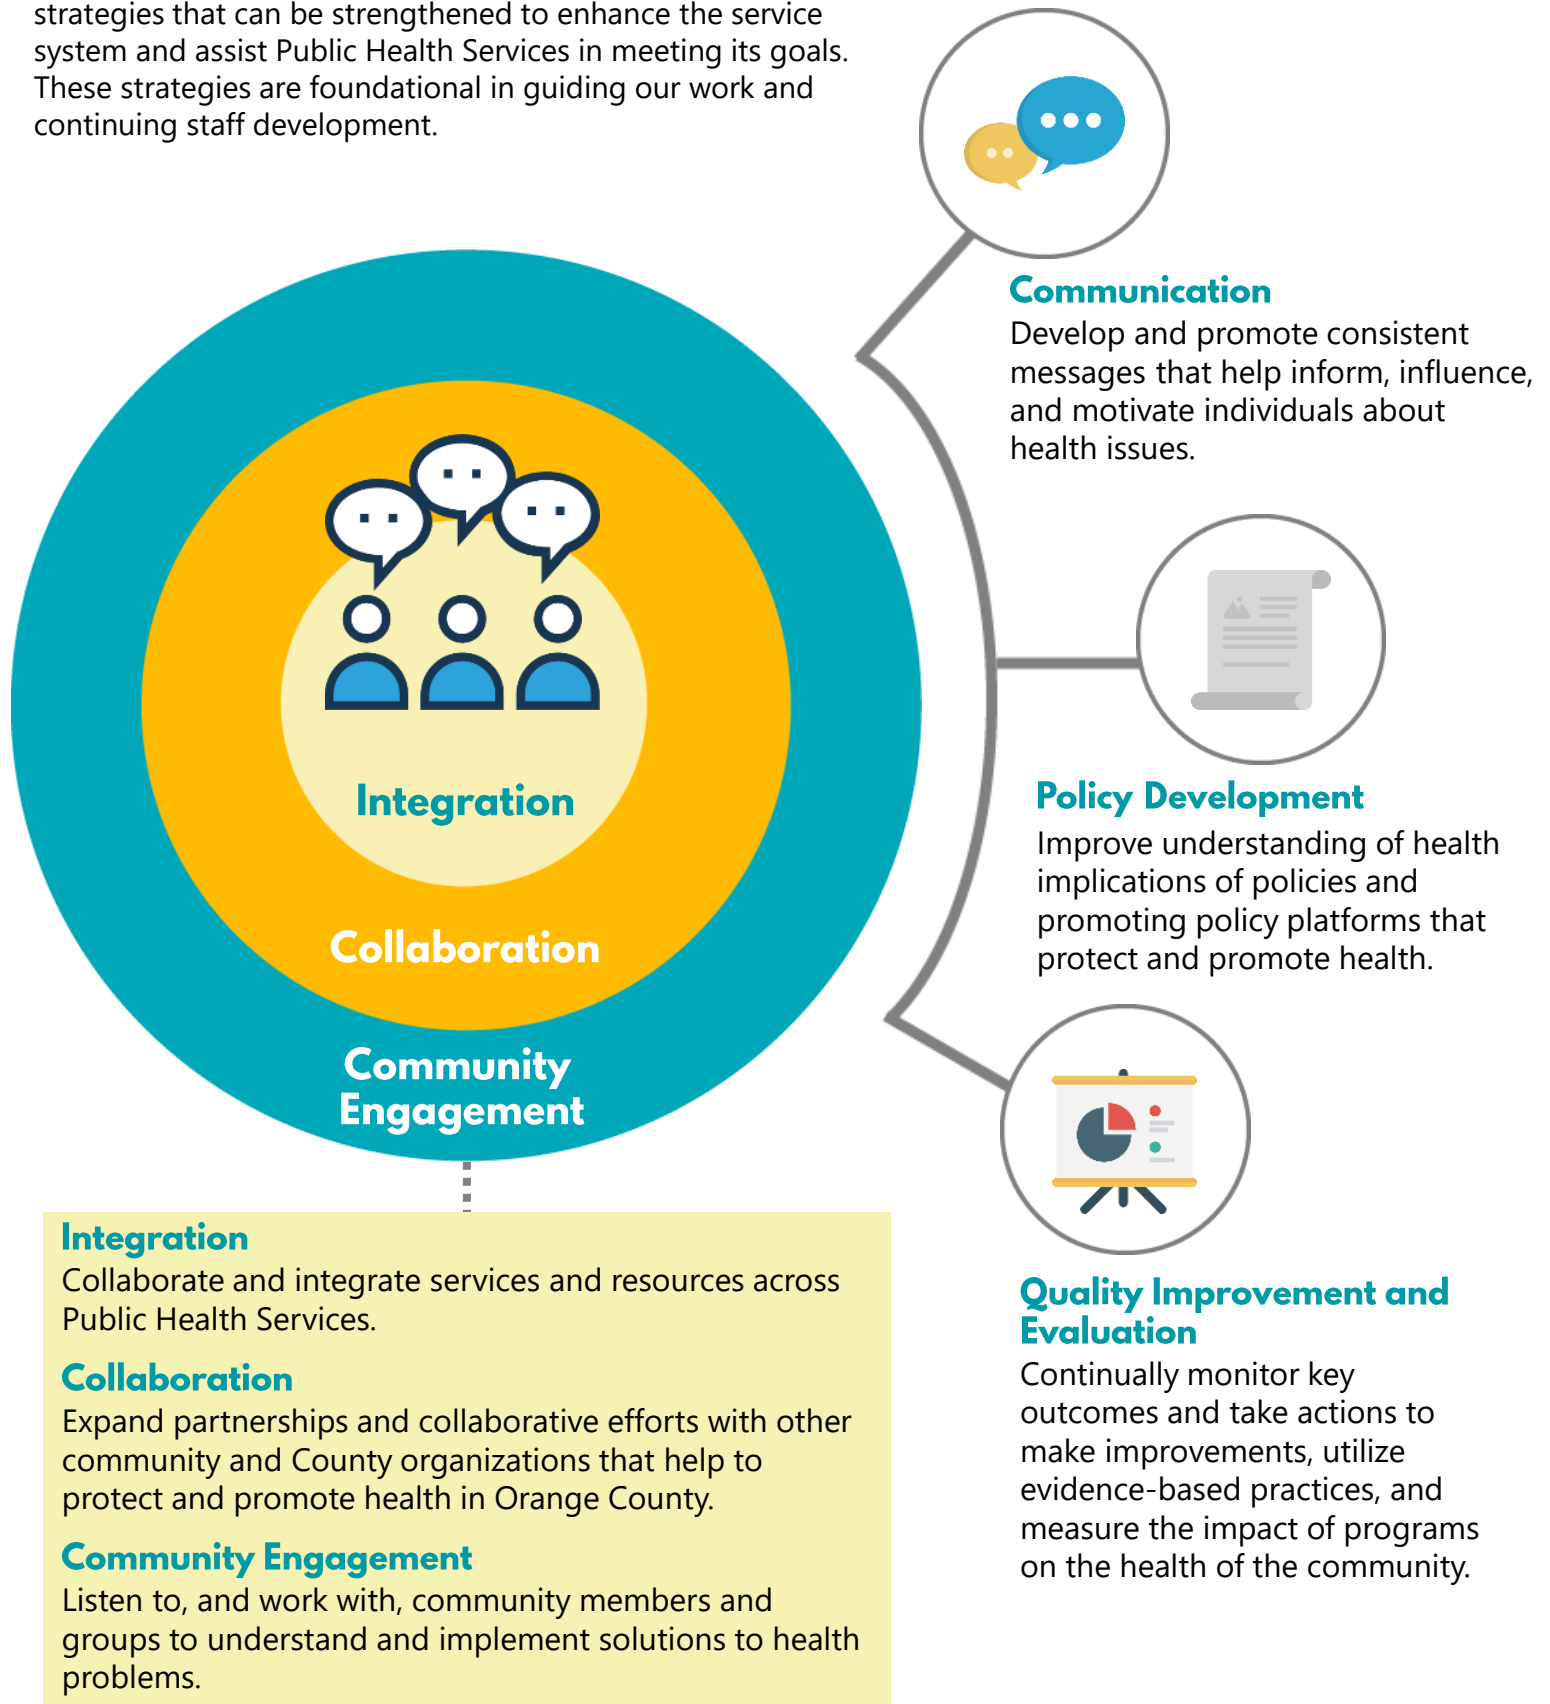 strategies that can be strengthened to enhance the service
system and assist Public Health Services in meeting its goals.
These strategies are foundational in guiding our work and
continuing staff development.
Communication
Develop and promote consistent
messages that help inform, influence,
and motivate individuals about
health issues.
Integration
Collaboration
Community
Engagement
Policy Development
Improve understanding of health
implications of policies and
promoting policy platforms that
protect and promote health.
Integration
Collaborate and integrate services and resources across
Public Health Services.
Collaboration
Expand partnerships and collaborative efforts with other
community and County organizations that help to
protect and promote health in Orange County.
Community Engagement
Listen to, and work with, community members and
groups to understand and implement solutions to health
problems.
Quality Improvement and
Evaluation
Continually monitor key
outcomes and take actions to
make improvements, utilize
evidence-based practices, and
measure the impact of programs
on the health of the community.